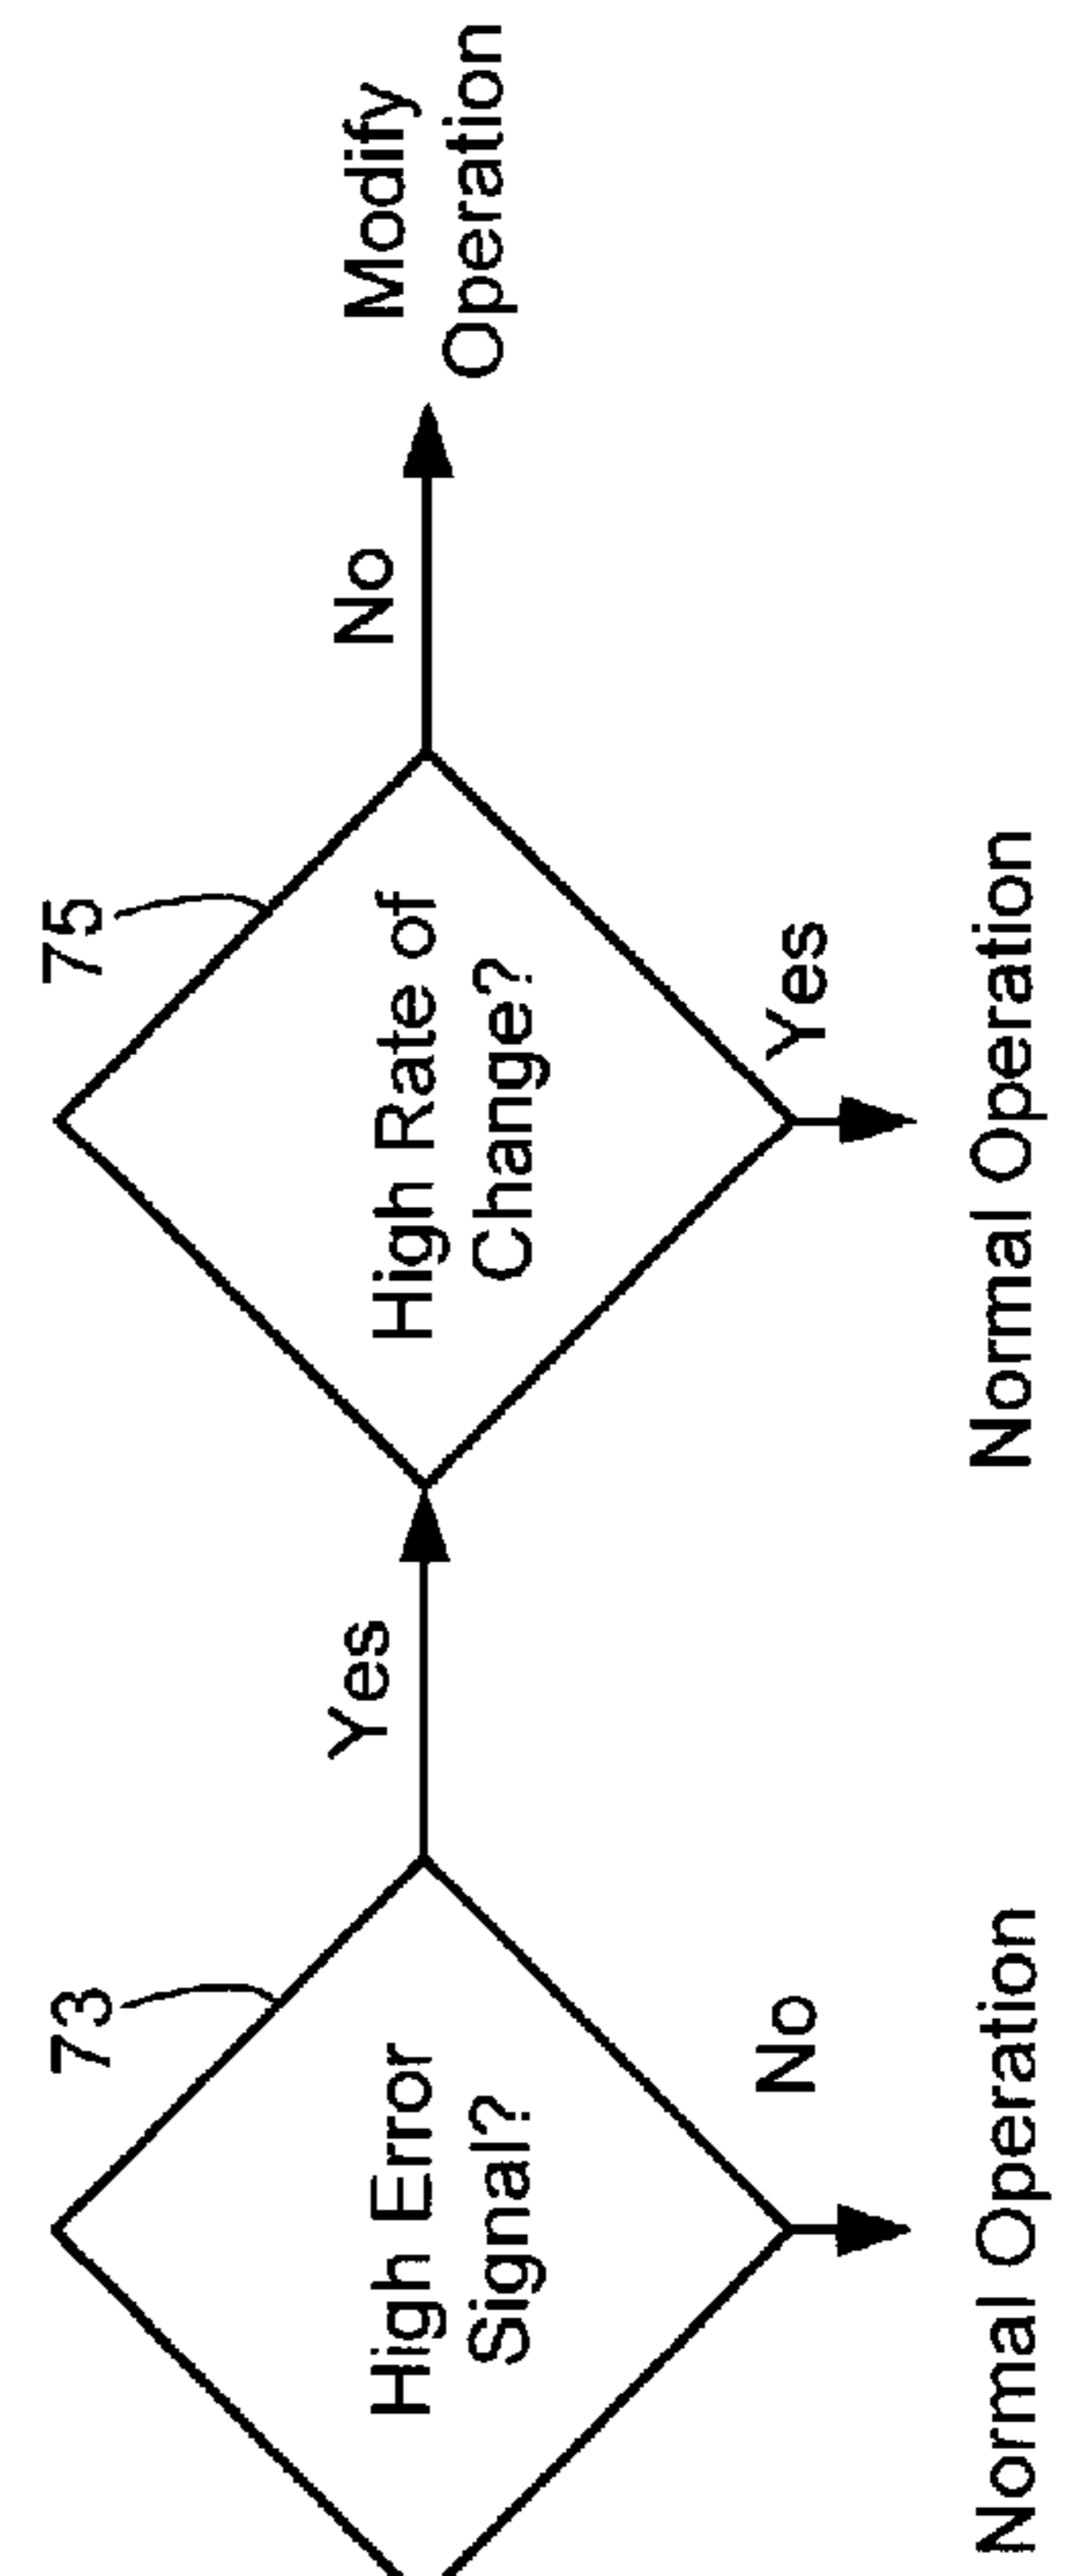 73
High Error
Signal?
No
Normal Operation
Yes
75
High Rate of
Change?
Yes
Normal Operation
No
Modify
Operation